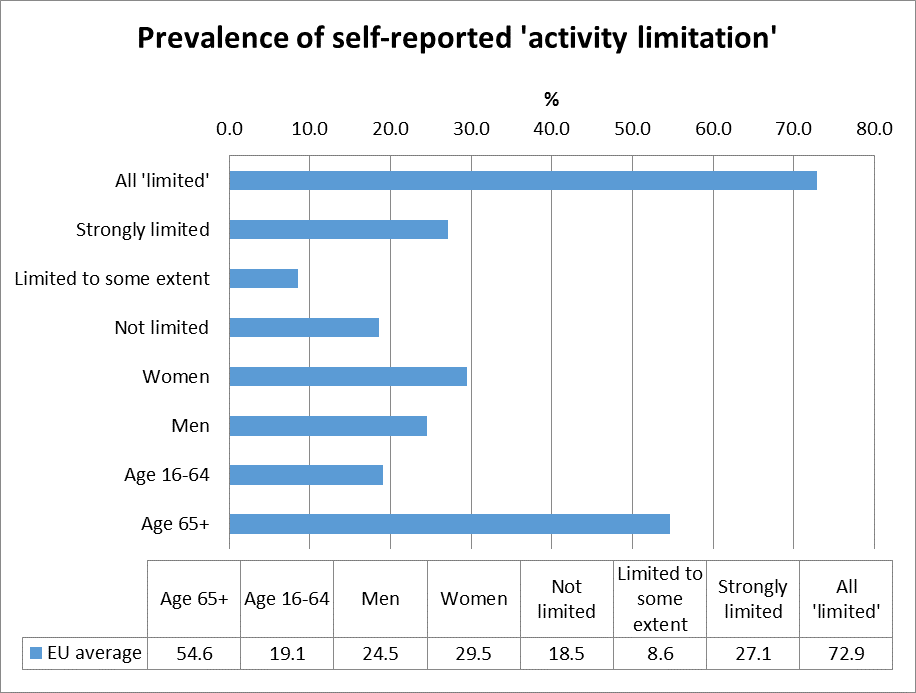 Prevalence of self-reported 'activity limitation'
%
0.0 10.0 20.0 30.0 40.0 50.0 60.0 70.0 80.0
All 'limited'
Strongly limited
Limited to some extent
Not limited
Women
Men
Age 16-64
Age 65+
Age 65+ Age 16-64 Men Women Not limited Limited to some extent Strongly limited All 'limited'
EU average 54.6 19.1 24.5 29.5 18.5 8.6 27.1 72.9